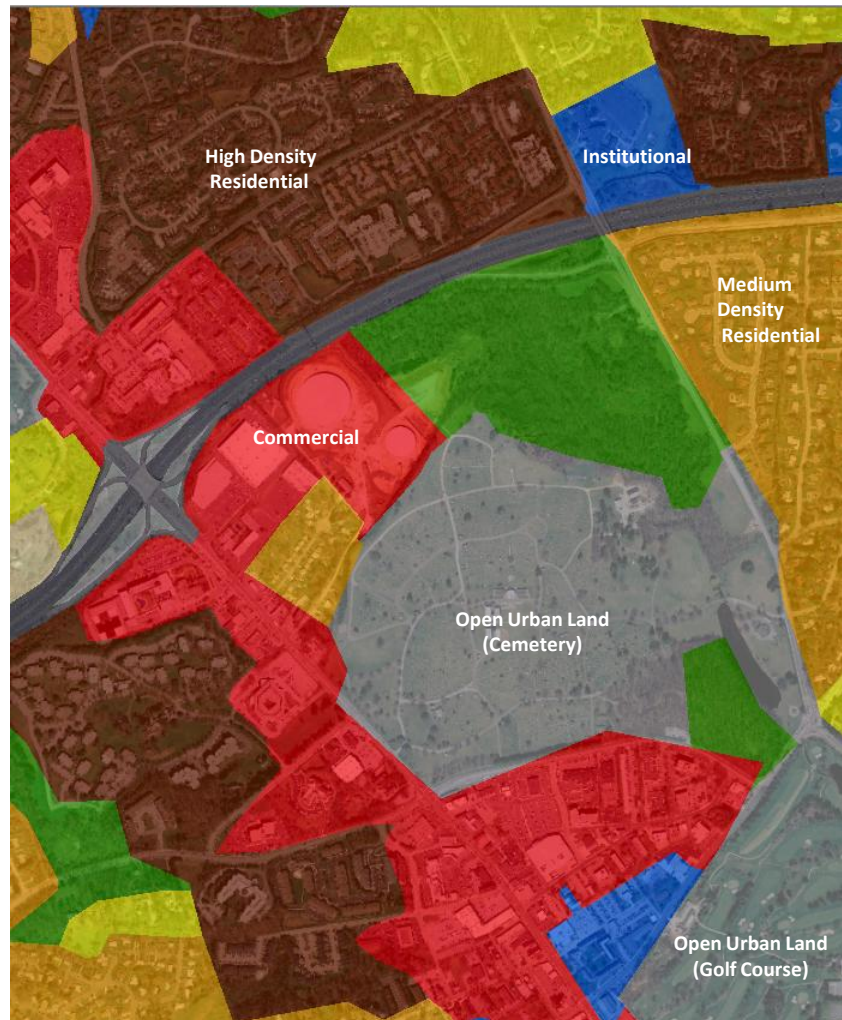 High Density
Residential
Institutional
Medium
Density
Residential
Commercial
Open Urban Land
(Cemetery)
Open Urban Land
(Golf Course)